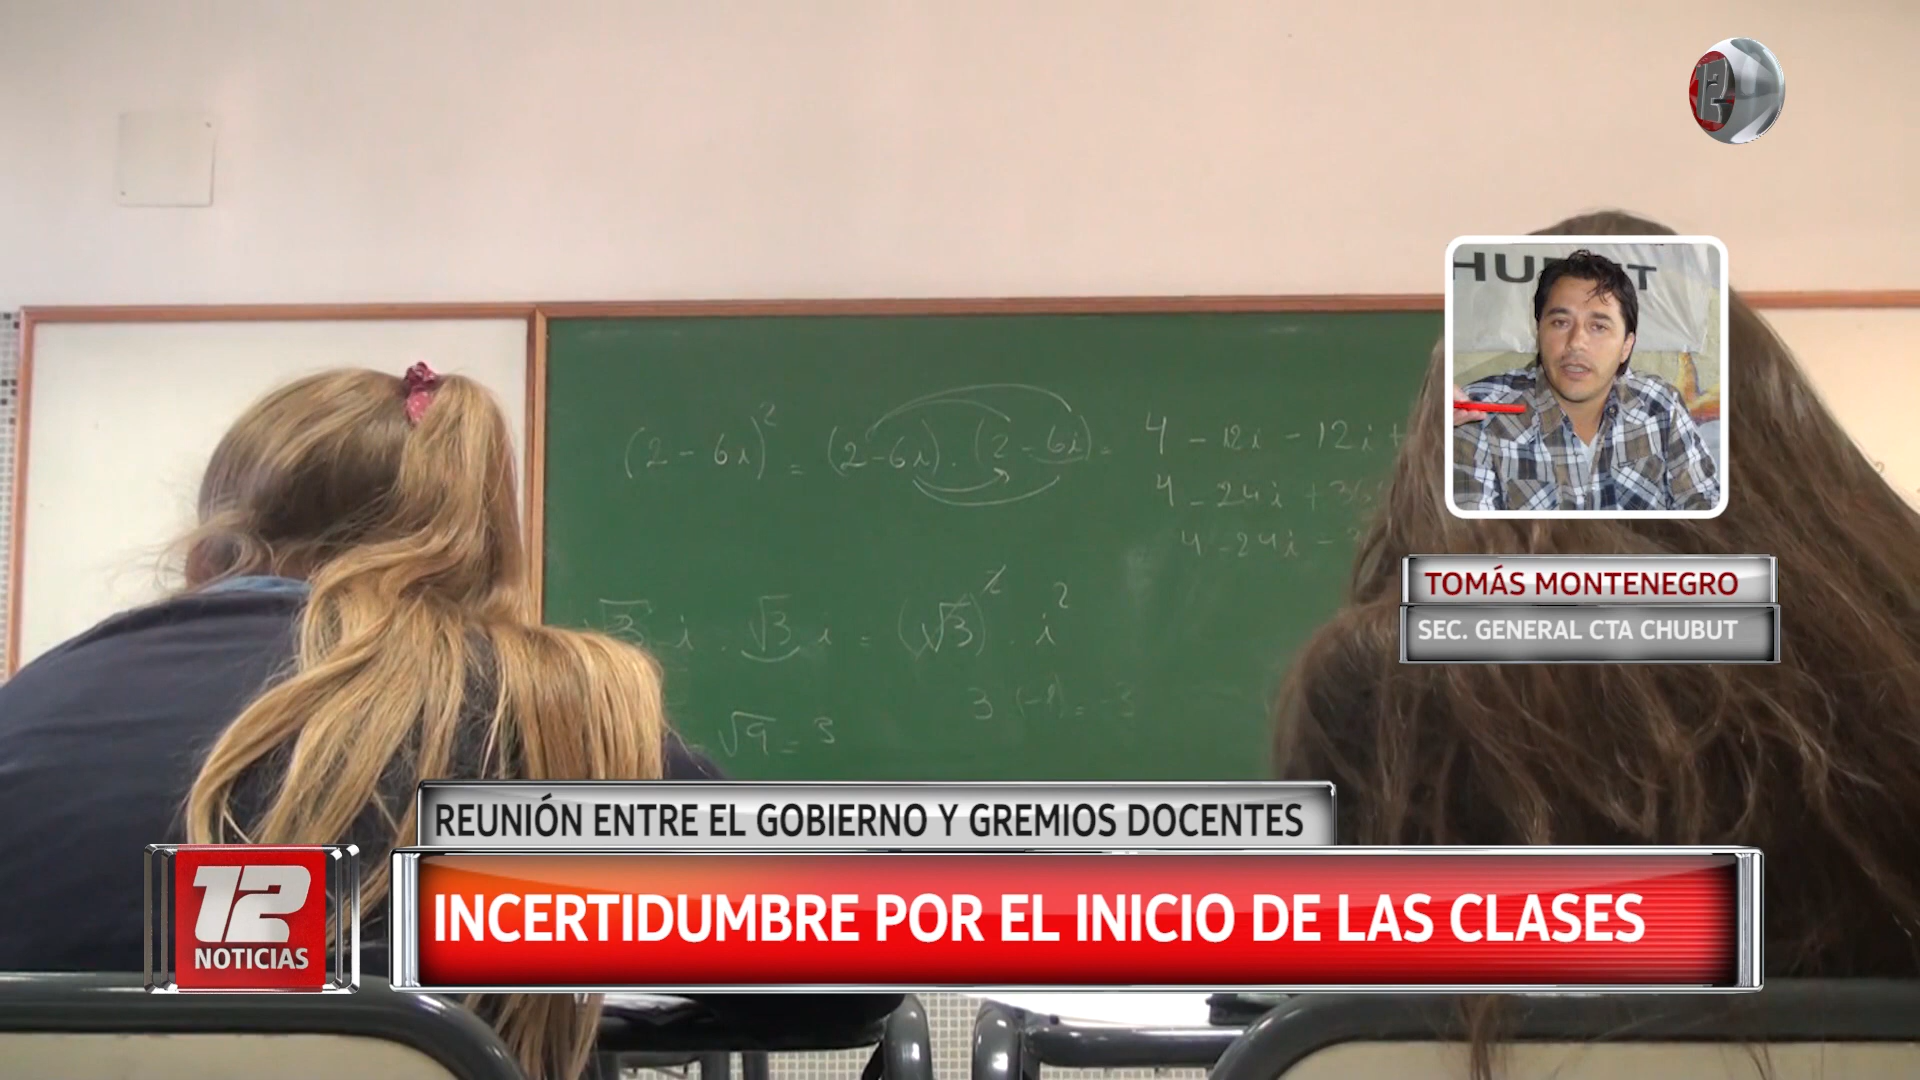 12
HUBUT
(2 - 6i)² = (2-6i) . (2 - 6i) = 4 - 12i - 12i +
4 - 24i + 36
4 - 24i -
√3 i . √3 i = (√3)² . i²
3 (-1) = -3
√9 = 3
TOMÁS MONTENEGRO
SEC. GENERAL CTA CHUBUT
REUNIÓN ENTRE EL GOBIERNO Y GREMIOS DOCENTES
12
NOTICIAS
INCERTIDUMBRE POR EL INICIO DE LAS CLASES